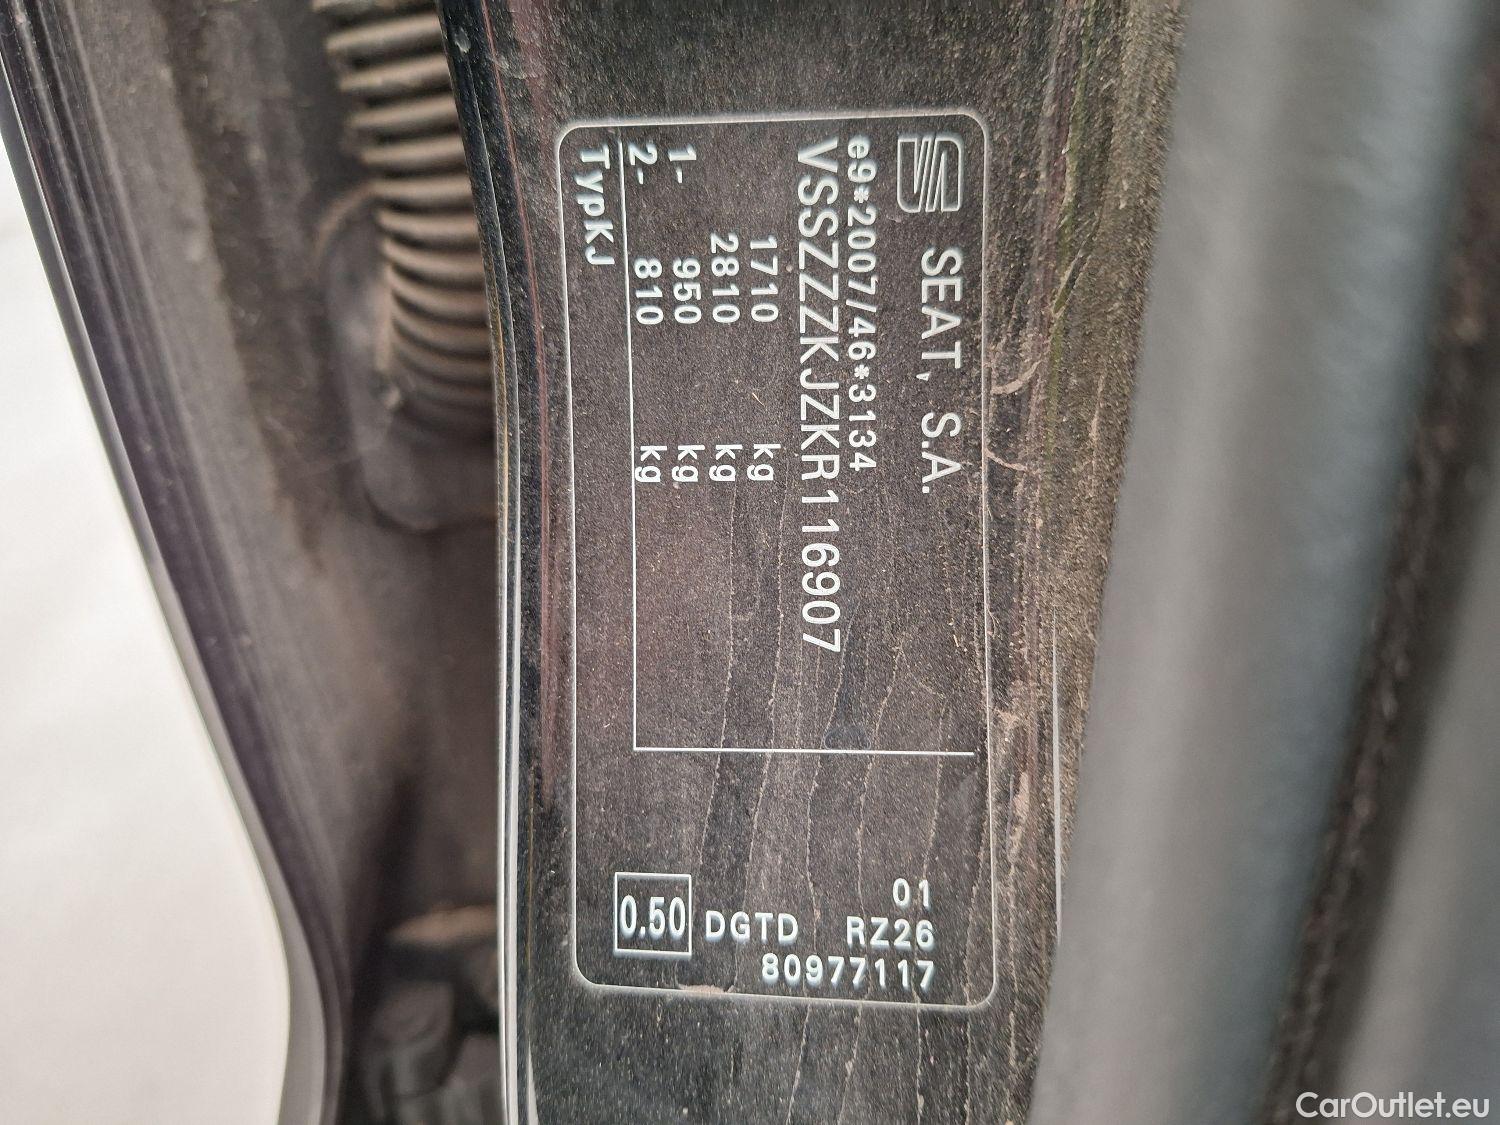 SEAT, S.A.
e9*2007/46*3134
VSSZZZKJZKR116907
1710 kg
2810 kg
1- 950 kg
2- 810 kg
TypKJ
01
RZ26
80977117
DGTD
0.50
CarOutlet.eu